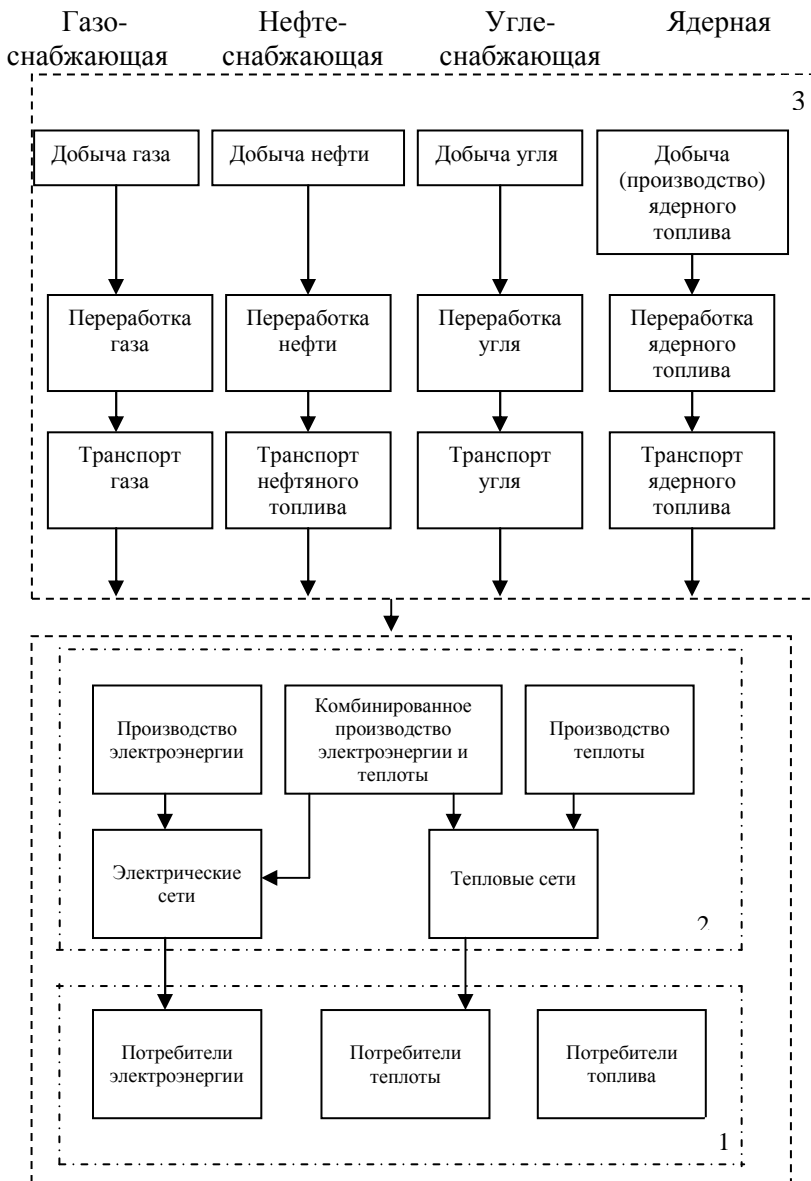 Газо-
снабжающая
Нефте-
снабжающая
Угле-
снабжающая
Ядерная
3
Добыча газа
Добыча нефти
Добыча угля
Добыча
(производство)
ядерного
топлива
Переработка
газа
Переработка
нефти
Переработка
угля
Переработка
ядерного
топлива
Транспорт
газа
Транспорт
нефтяного
топлива
Транспорт
угля
Транспорт
ядерного
топлива
Производство
электроэнергии
Комбинированное
производство
электроэнергии и
теплоты
Производство
теплоты
Электрические
сети
Тепловые сети
2
Потребители
электроэнергии
Потребители
теплоты
Потребители
топлива
1